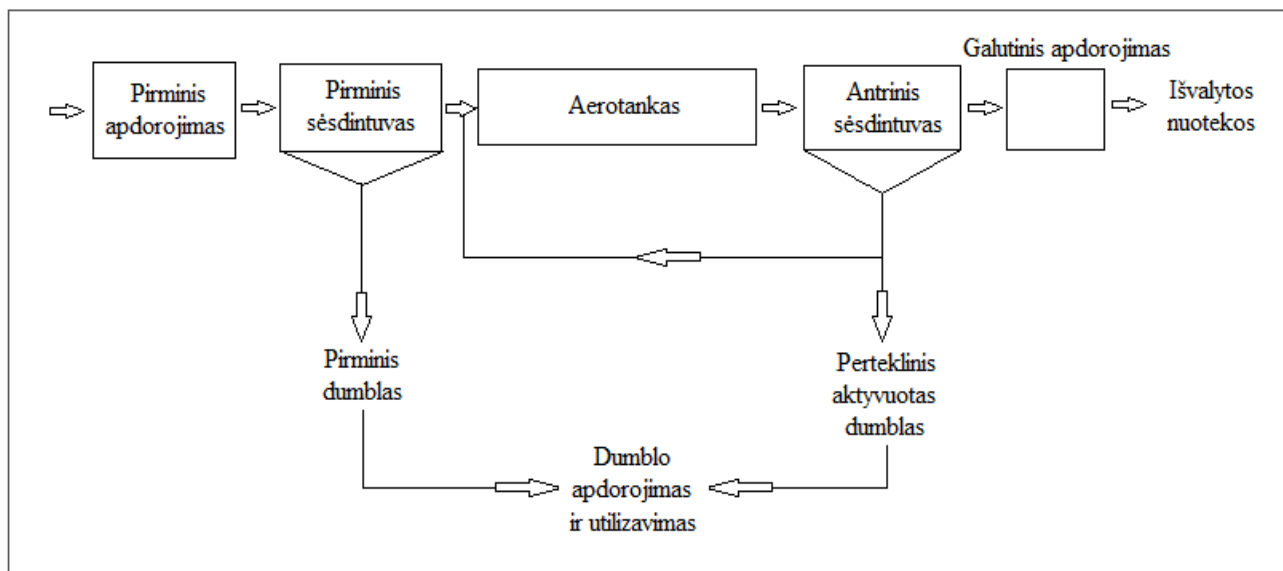 Galutinis apdorojimas
Pirminis
apdorojimas
Pirminis
sėsdintuvas
Aerotankas
Antrinis
sėsdintuvas
Išvalytos
nuotekos
Pirminis
dumblas
Perteklinis
aktyvuotas
dumblas
Dumblo
apdorojimas
ir utilizavimas